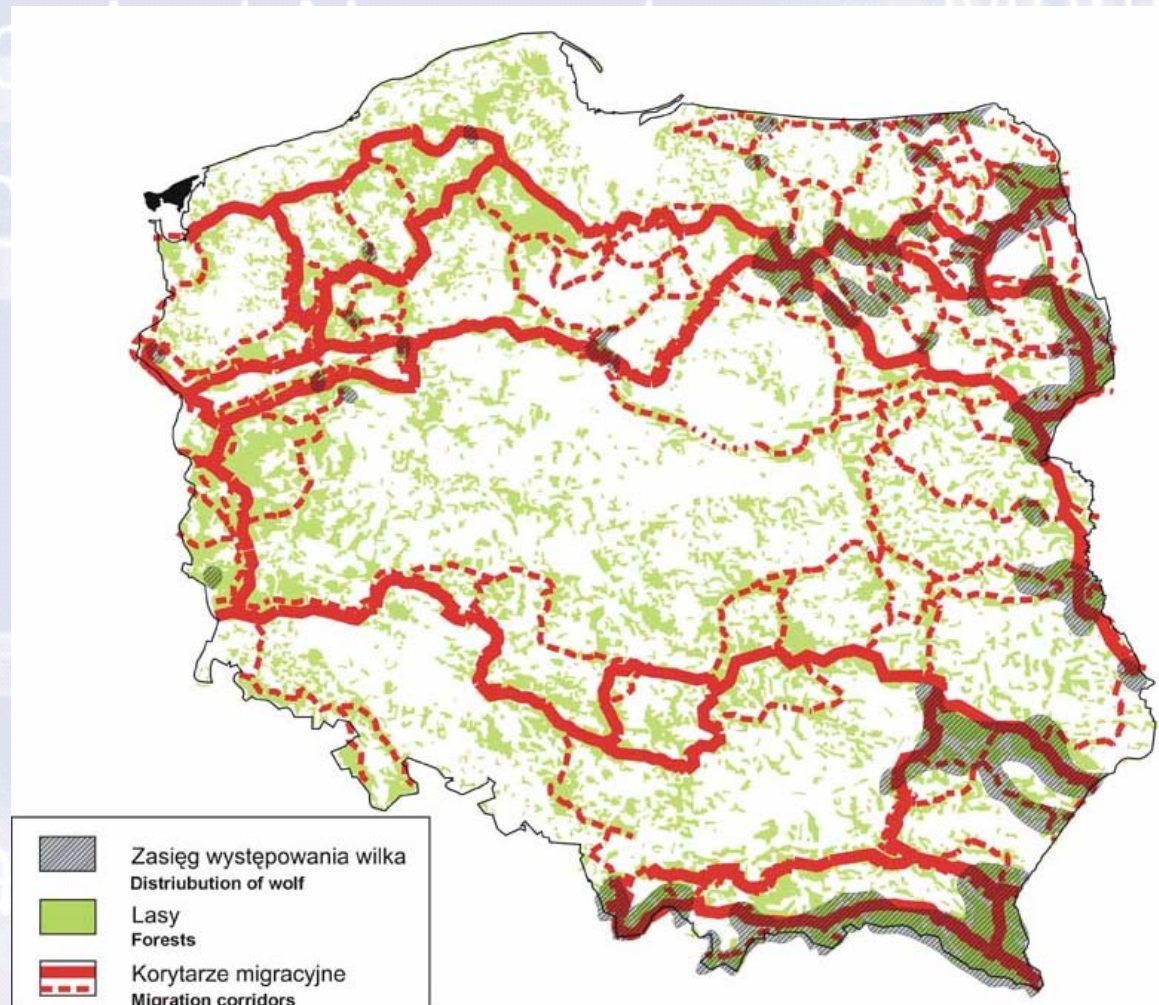 Zasięg występowania wilka
Distriubution of wolf
Lasy
Forests
Korytarze migracyjne
Migration corridors